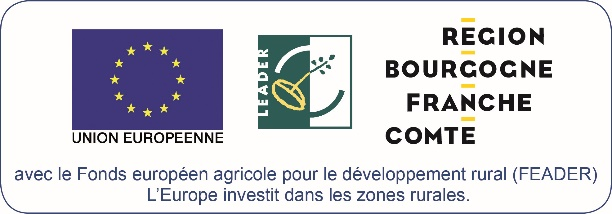 UNION EUROPEENNE
LEADER
REGION
BOURGOGNE
FRANCHE
COMTE
avec le Fonds européen agricole pour le développement rural (FEADER)
L'Europe investit dans les zones rurales.